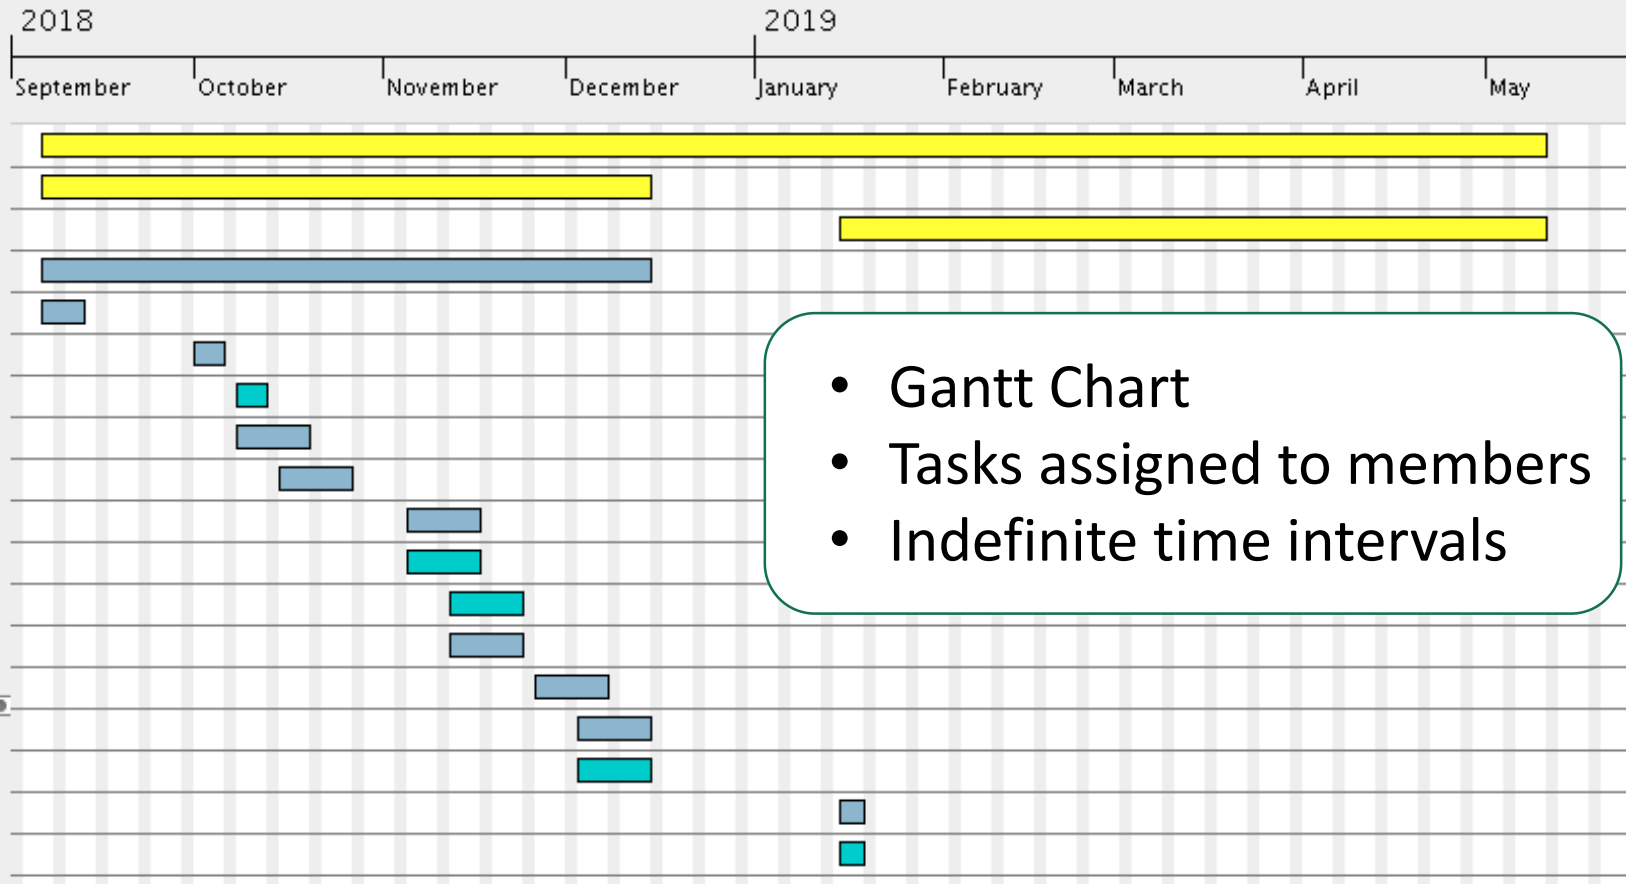 2018 2019
September October November December January February March April May
• Gantt Chart
• Tasks assigned to members
• Indefinite time intervals